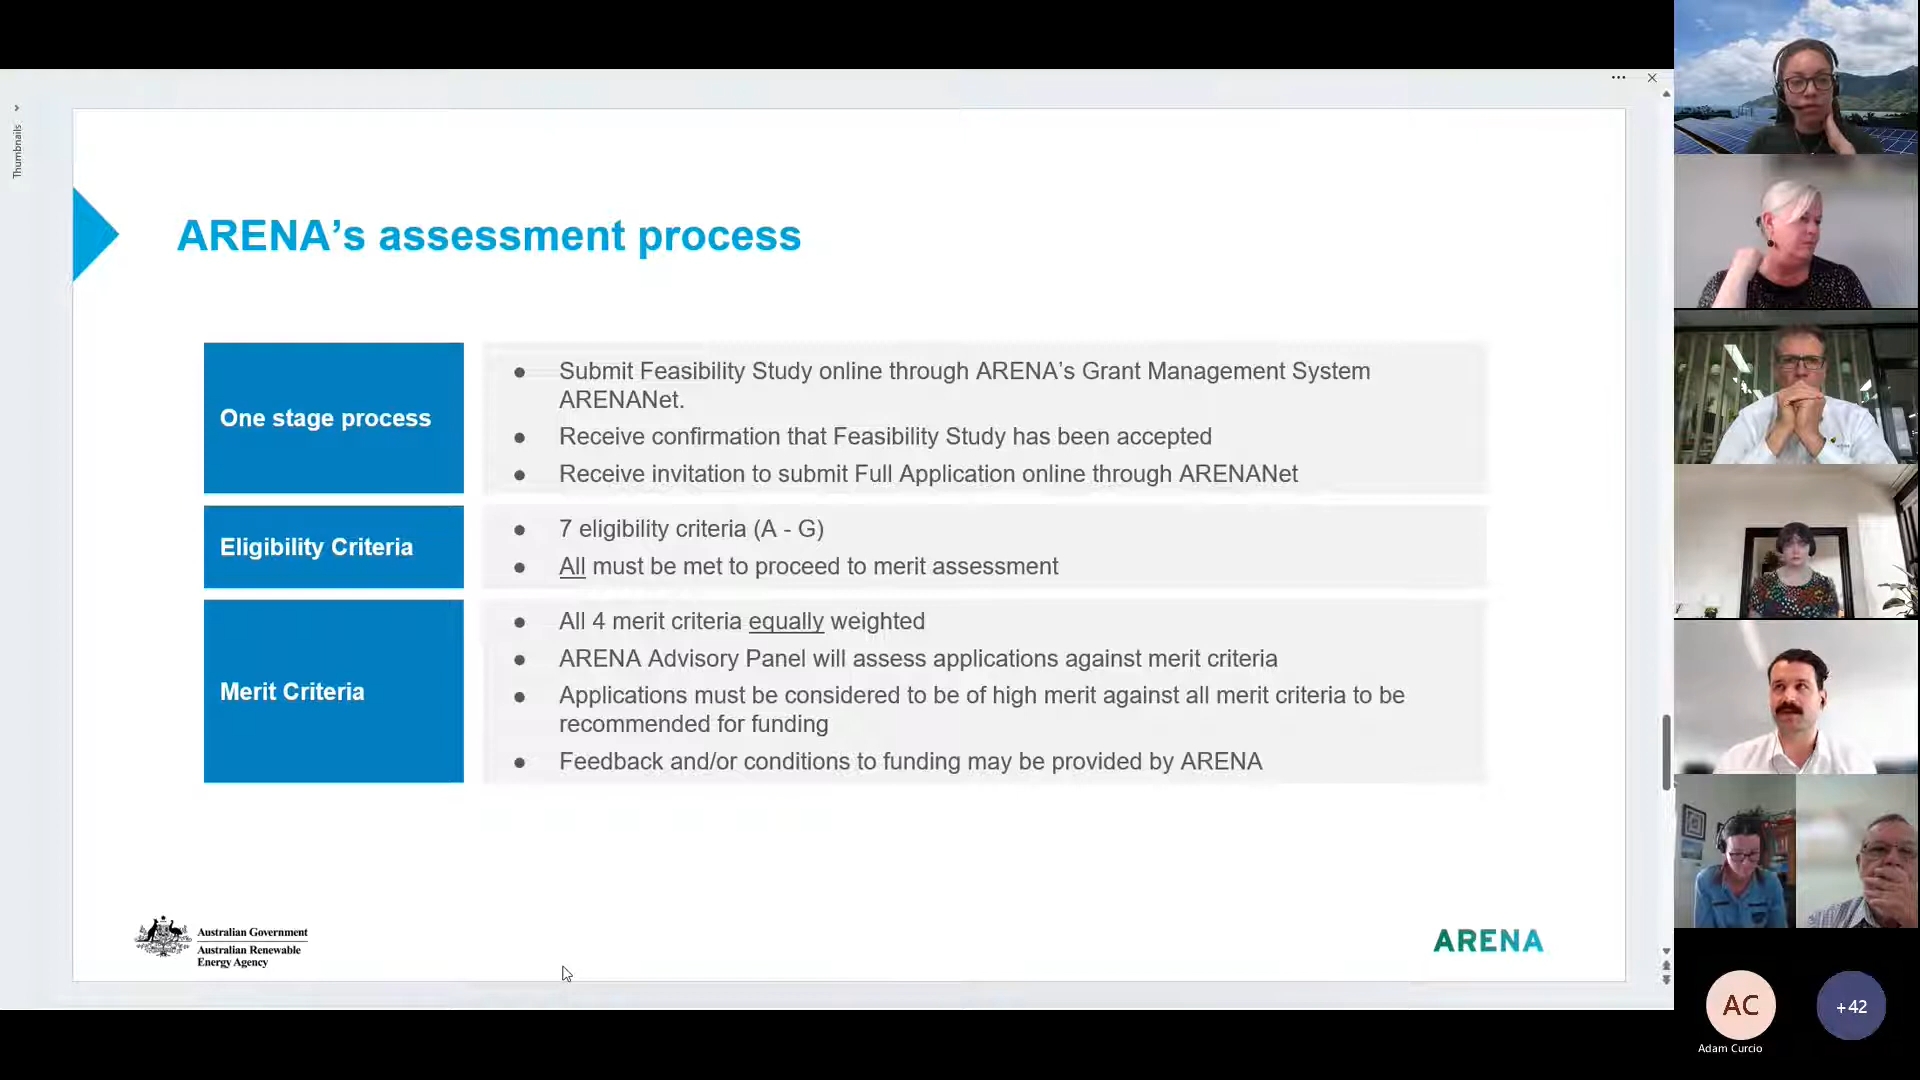 Thumbnails
ARENA's assessment process
One stage process
● Submit Feasibility Study online through ARENA's Grant Management System
ARENANet.
● Receive confirmation that Feasibility Study has been accepted
● Receive invitation to submit Full Application online through ARENANet
Eligibility Criteria
● 7 eligibility criteria (A - G)
● All must be met to proceed to merit assessment
Merit Criteria
● All 4 merit criteria equally weighted
● ARENA Advisory Panel will assess applications against merit criteria
● Applications must be considered to be of high merit against all merit criteria to be
recommended for funding
● Feedback and/or conditions to funding may be provided by ARENA
Australian Government
Australian Renewable
Energy Agency
ARENA
AC
+42
Adam Curcio